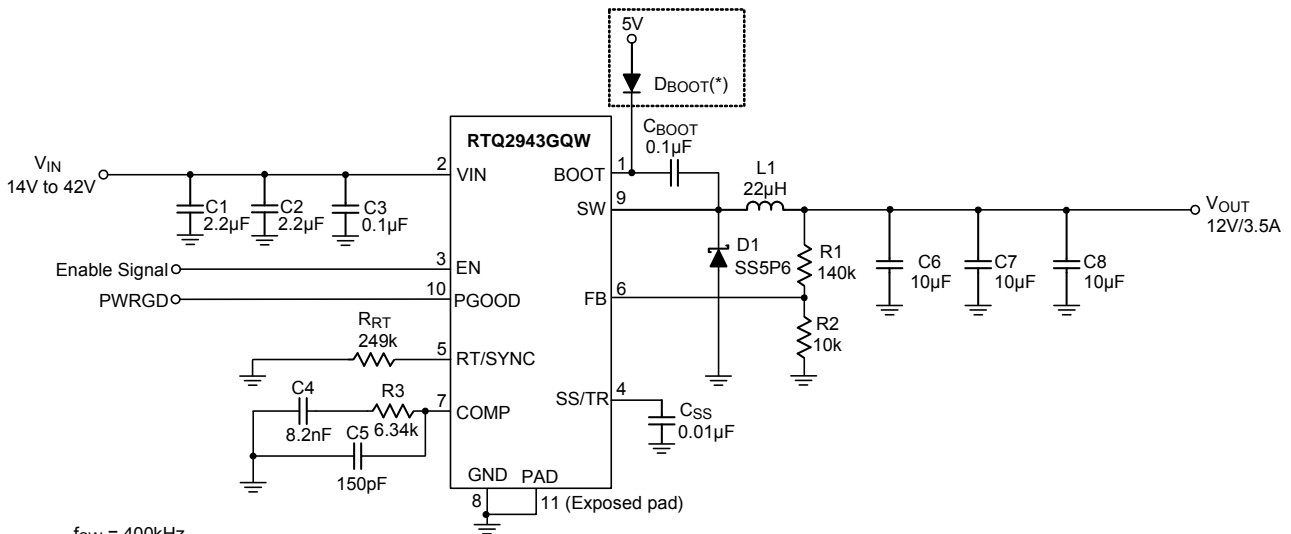 5V
DBOOT(*)
RTQ2943GQW
CBOOT
0.1µF
VIN
14V to 42V
2
VIN
BOOT
1
L1
22µH
9
SW
VOUT
12V/3.5A
C1
2.2µF
C2
2.2µF
C3
0.1µF
D1
SS5P6
R1
140k
C6
10µF
C7
10µF
C8
10µF
Enable Signal
3
EN
PWRGD
10
PGOOD
FB
6
R2
10k
RRT
249k
5
RT/SYNC
C4
8.2nF
R3
6.34k
7
COMP
SS/TR
4
CSS
0.01µF
C5
150pF
GND
PAD
8
11 (Exposed pad)
fSW = 400kHz